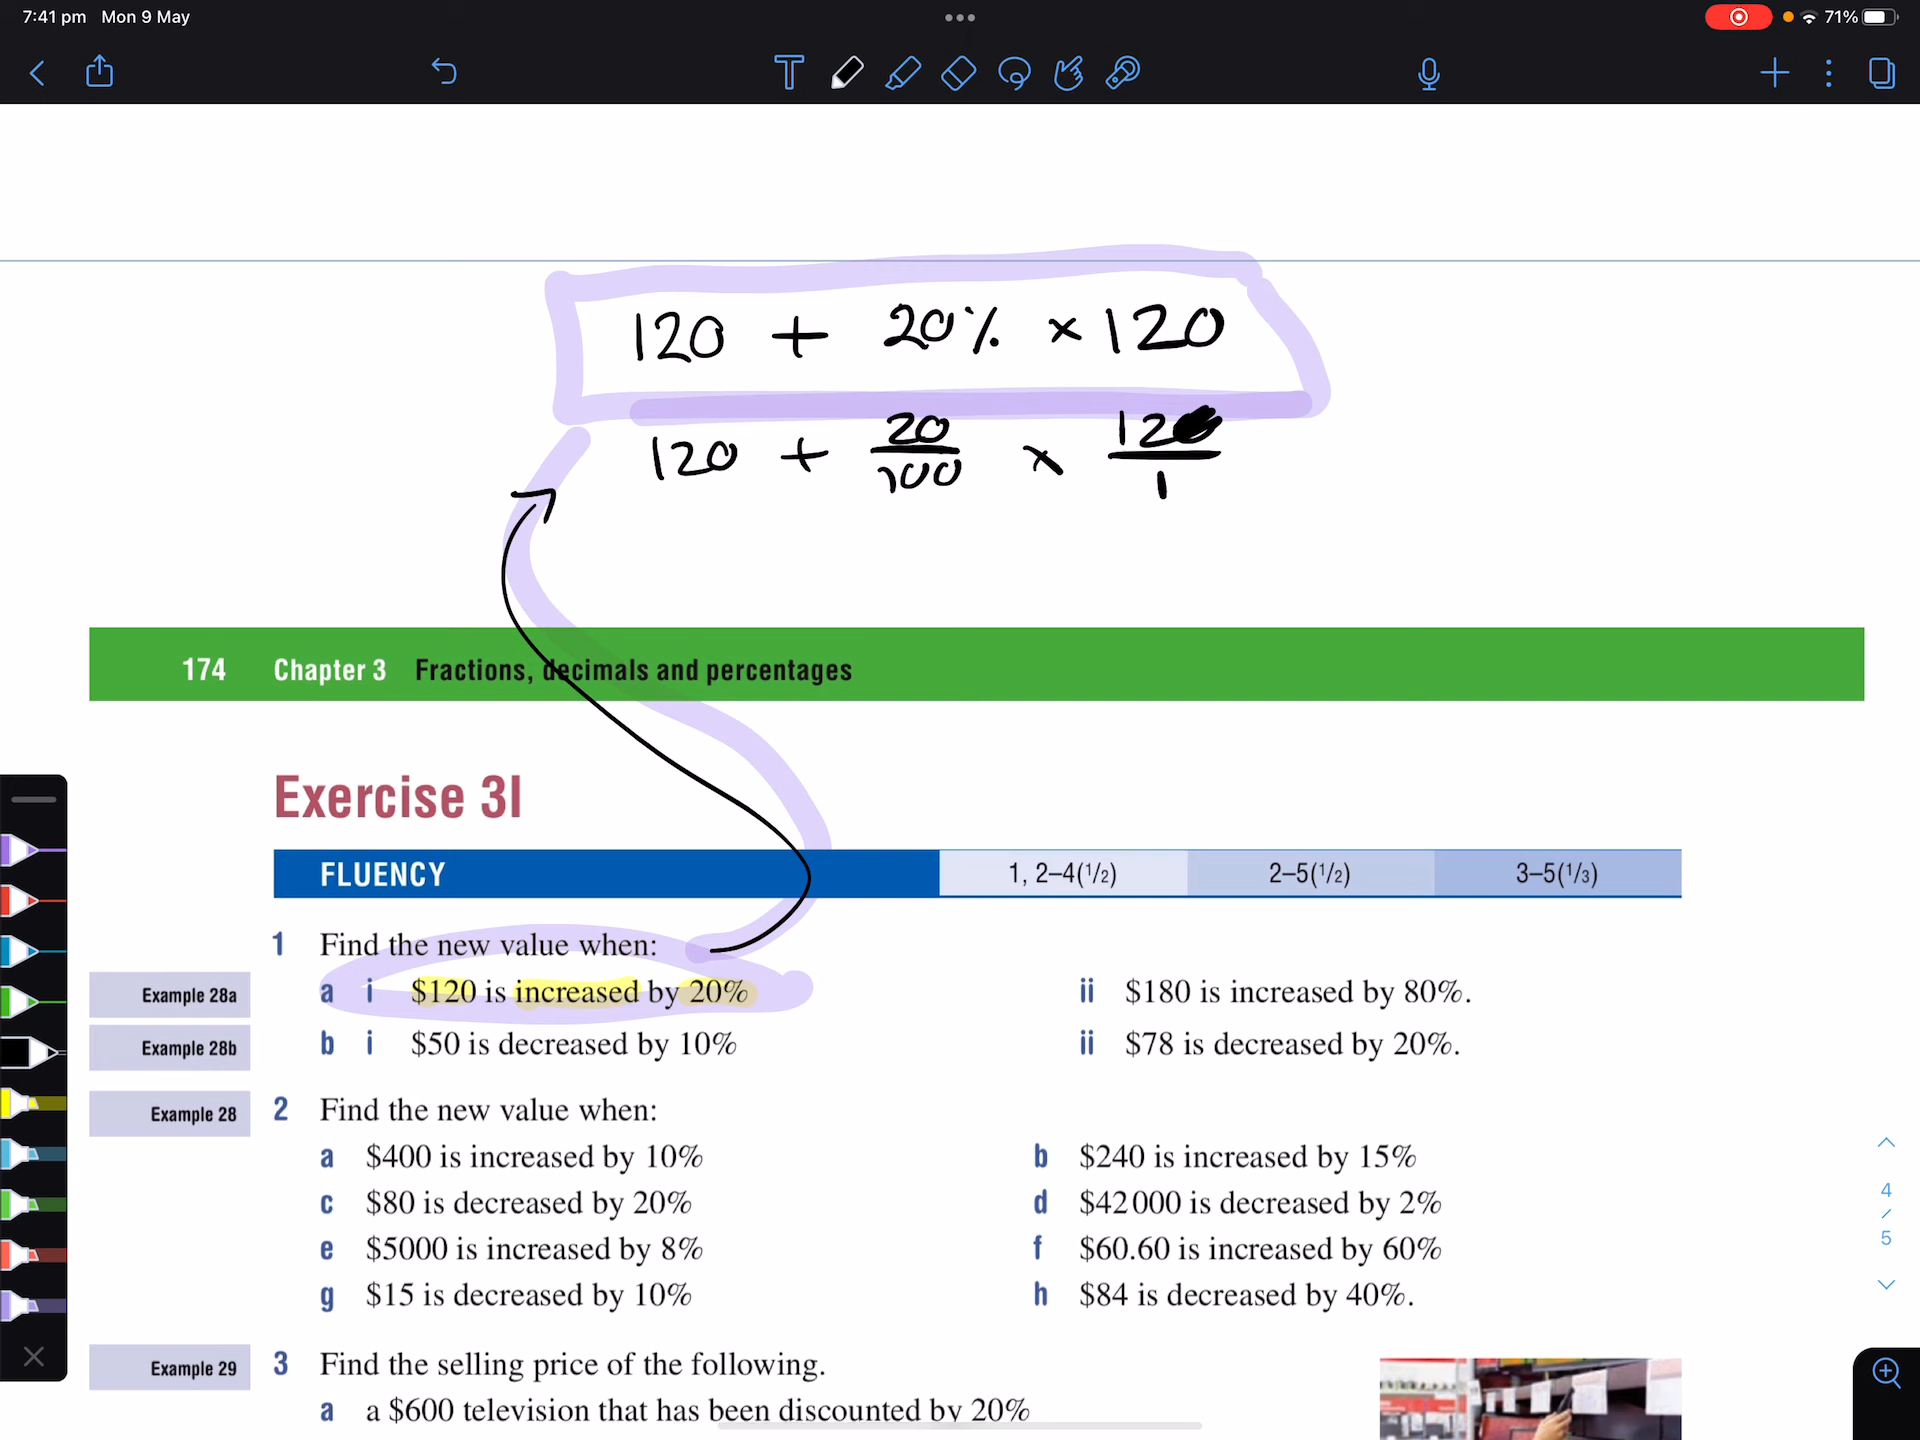 7:41 pm Mon 9 May
71%
120 + 20% × 120
120 + 20/100 × 120/1
174 Chapter 3 Fractions, decimals and percentages
Exercise 3I
FLUENCY 1, 2–4(1/2) 2–5(1/2) 3–5(1/3)
1 Find the new value when:
Example 28a a i $120 is increased by 20% ii $180 is increased by 80%.
Example 28b b i $50 is decreased by 10% ii $78 is decreased by 20%.
Example 28 2 Find the new value when:
a $400 is increased by 10% b $240 is increased by 15%
c $80 is decreased by 20% d $42 000 is decreased by 2%
e $5000 is increased by 8% f $60.60 is increased by 60%
g $15 is decreased by 10% h $84 is decreased by 40%.
4 / 5
Example 29 3 Find the selling price of the following.
a a $600 television that has been discounted by 20%